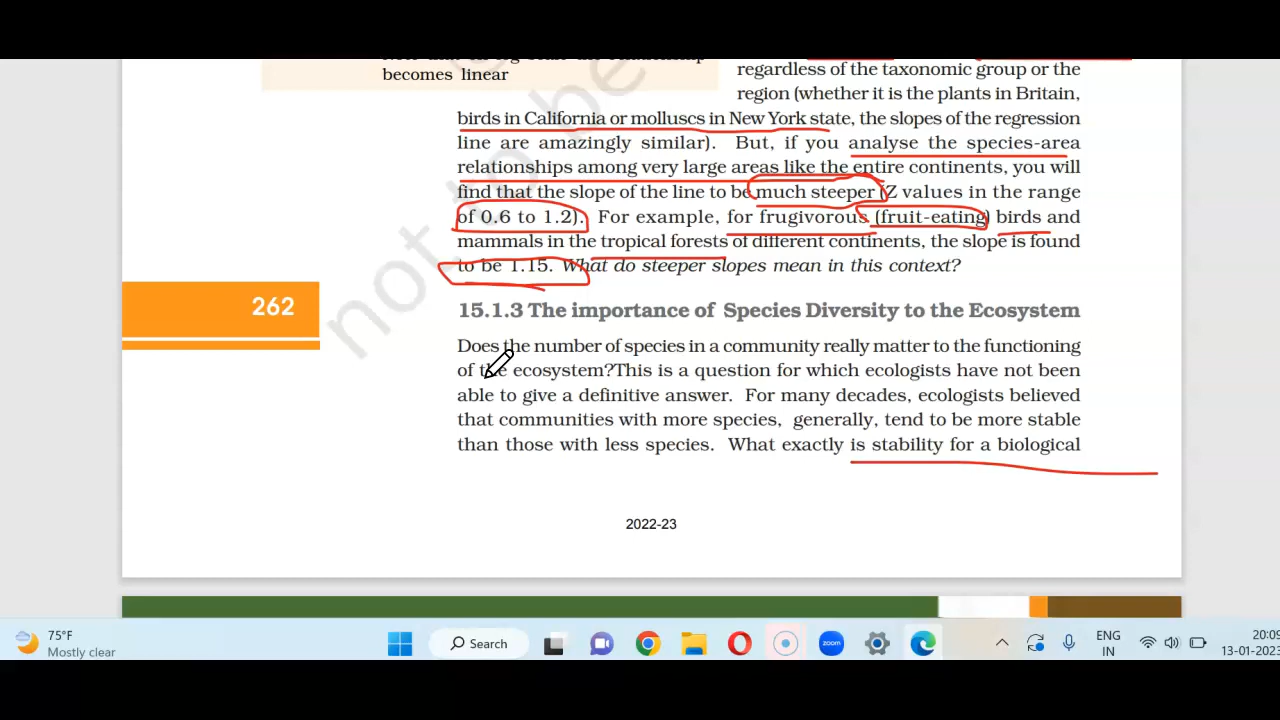 becomes linear
regardless of the taxonomic group or the
region (whether it is the plants in Britain,
birds in California or molluscs in New York state, the slopes of the regression
line are amazingly similar). But, if you analyse the species-area
relationships among very large areas like the entire continents, you will
find that the slope of the line to be much steeper (Z values in the range
of 0.6 to 1.2). For example, for frugivorous (fruit-eating) birds and
mammals in the tropical forests of different continents, the slope is found
to be 1.15. What do steeper slopes mean in this context?
262
15.1.3 The importance of Species Diversity to the Ecosystem
Does the number of species in a community really matter to the functioning
of the ecosystem?This is a question for which ecologists have not been
able to give a definitive answer. For many decades, ecologists believed
that communities with more species, generally, tend to be more stable
than those with less species. What exactly is stability for a biological
not to be
2022-23
75°F
Mostly clear
Search
zoom
ENG
IN
20:09
13-01-2023